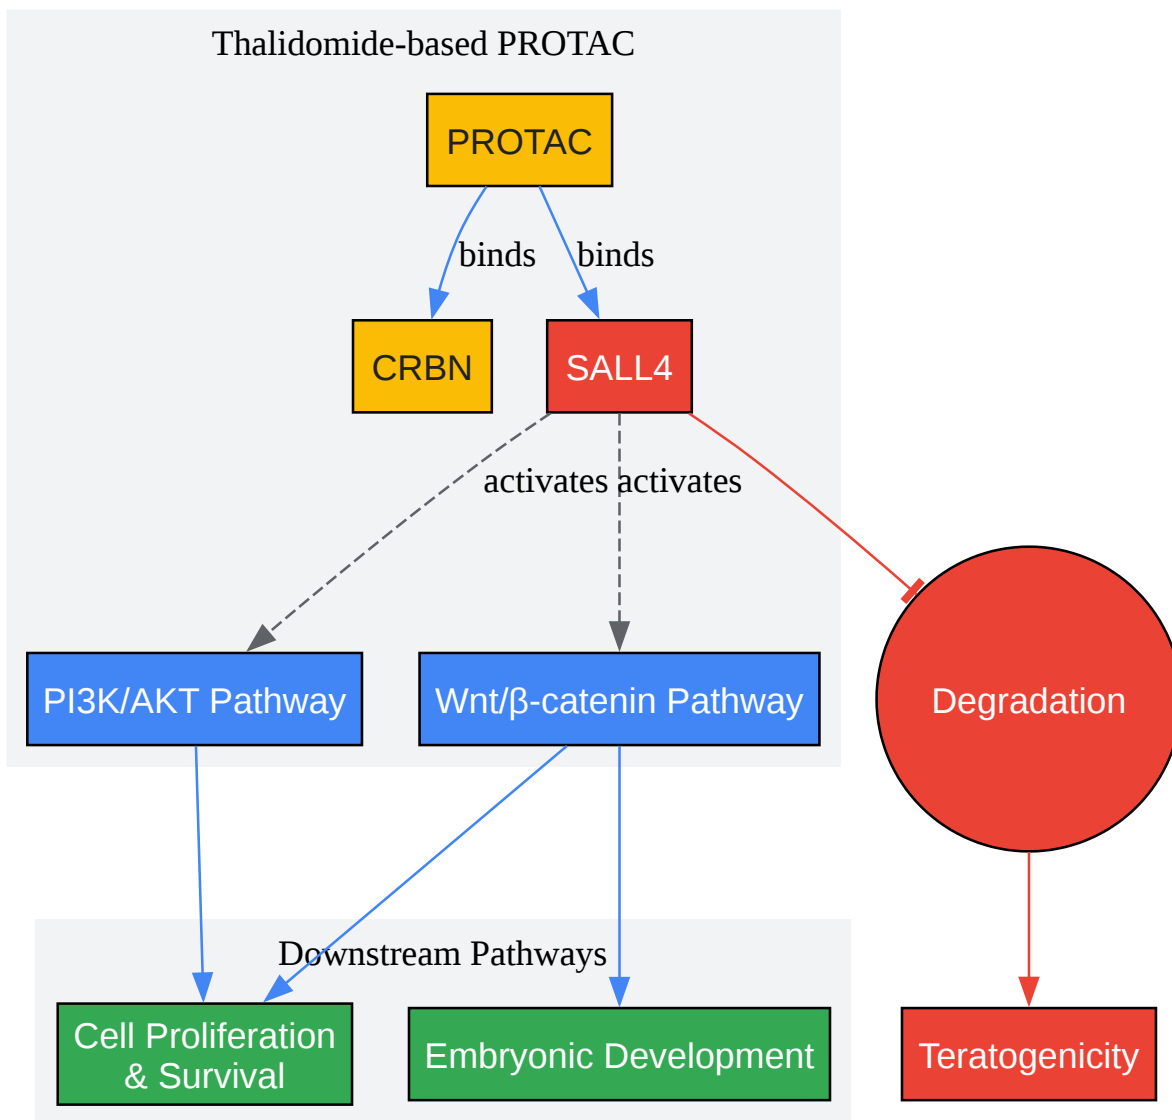 Thalidomide-based PROTAC
PROTAC
binds
binds
CRBN
SALL4
activates
activates
PI3K/AKT Pathway
Wnt/β-catenin Pathway
Degradation
Downstream Pathways
Cell Proliferation
& Survival
Embryonic Development
Teratogenicity